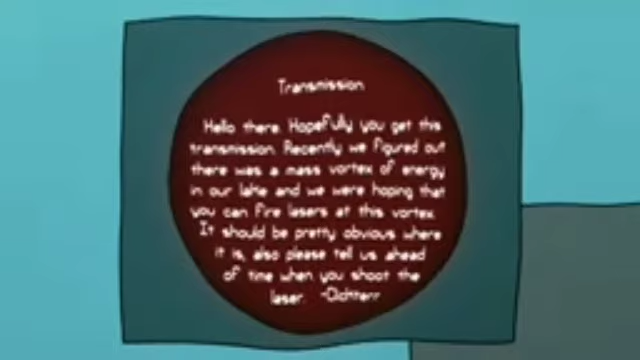 Transmission
Hello there. Hopefully you get this
transmission. Recently we figured out
there was a mass vortex of energy
in our lake and we were hoping that
you can fire lasers at this vortex.
It should be pretty obvious where
it is, also please tell us ahead
of time when you shoot the
laser.